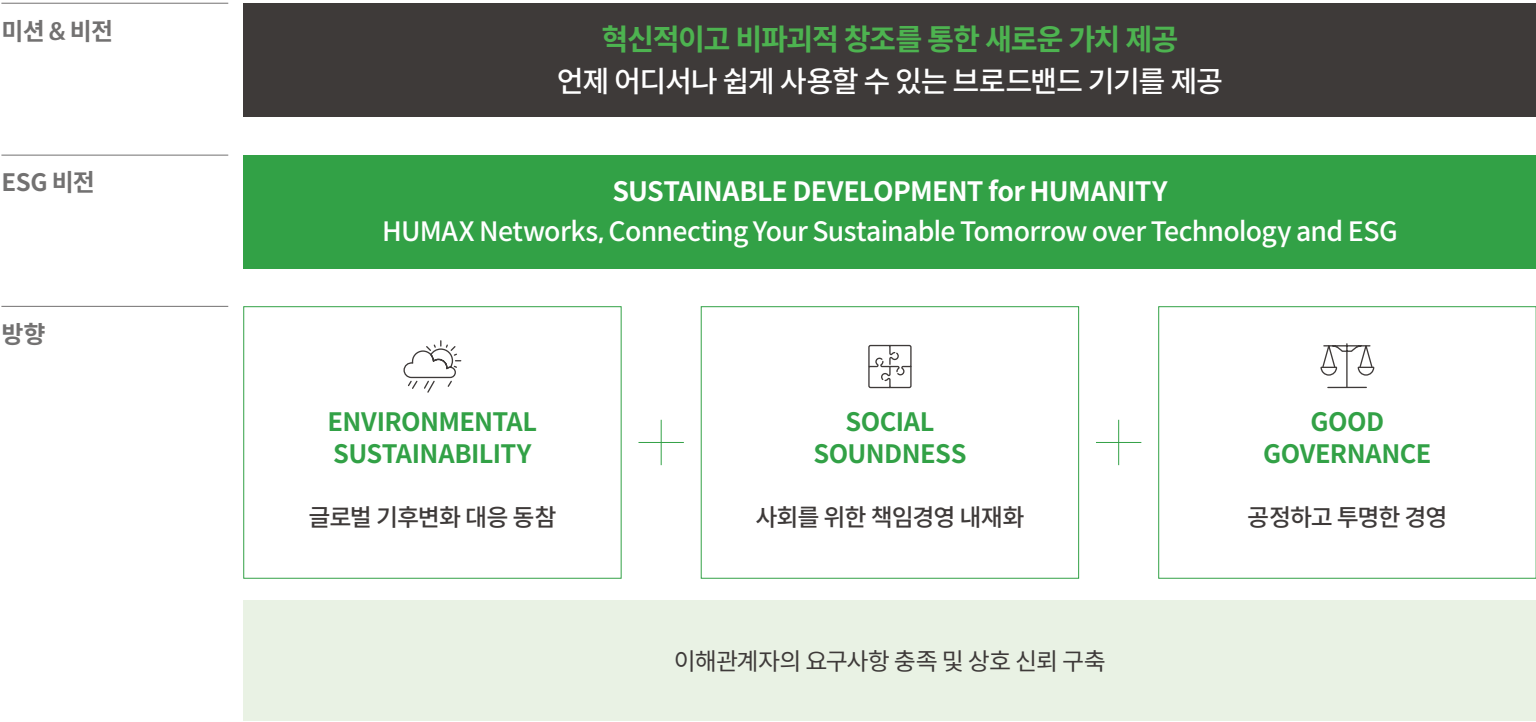 미션 & 비전
혁신적이고 비파괴적 창조를 통한 새로운 가치 제공
언제 어디서나 쉽게 사용할 수 있는 브로드밴드 기기를 제공
ESG 비전
SUSTAINABLE DEVELOPMENT for HUMANITY
HUMAX Networks, Connecting Your Sustainable Tomorrow over Technology and ESG
방향
ENVIRONMENTAL
SUSTAINABILITY
글로벌 기후변화 대응 동참
SOCIAL
SOUNDNESS
사회를 위한 책임경영 내재화
GOOD
GOVERNANCE
공정하고 투명한 경영
이해관계자의 요구사항 충족 및 상호 신뢰 구축